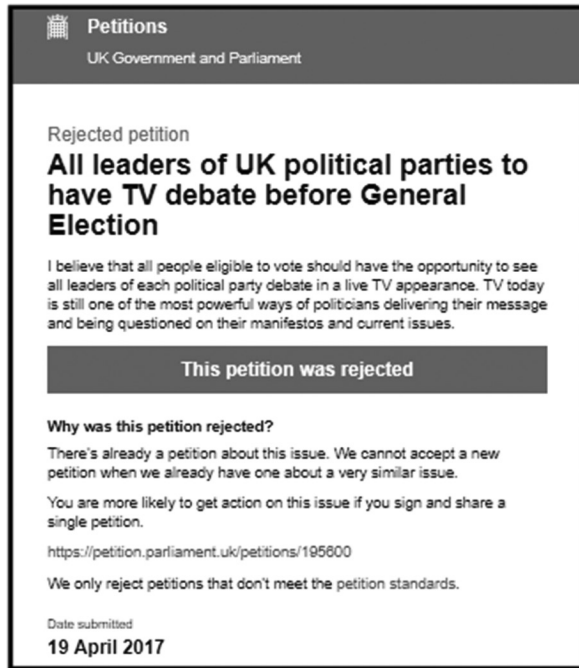 Petitions
UK Government and Parliament
Rejected petition
All leaders of UK political parties to
have TV debate before General
Election
I believe that all people eligible to vote should have the opportunity to see
all leaders of each political party debate in a live TV appearance. TV today
is still one of the most powerful ways of politicians delivering their message
and being questioned on their manifestos and current issues.
This petition was rejected
Why was this petition rejected?
There's already a petition about this issue. We cannot accept a new
petition when we already have one about a very similar issue.
You are more likely to get action on this issue if you sign and share a
single petition.
https://petition.parliament.uk/petitions/195600
We only reject petitions that don't meet the petition standards.
Date submitted
19 April 2017